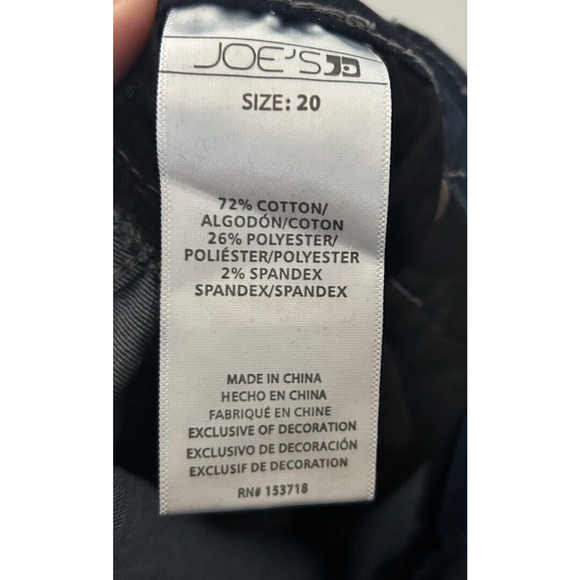 JOE'S
SIZE: 20
72% COTTON/
ALGODÓN/COTON
26% POLYESTER/
POLIÉSTER/POLYESTER
2% SPANDEX
SPANDEX/SPANDEX
MADE IN CHINA
HECHO EN CHINA
FABRIQUÉ EN CHINE
EXCLUSIVE OF DECORATION
EXCLUSIVO DE DECORACIÓN
EXCLUSIF DE DECORATION
RN# 153718